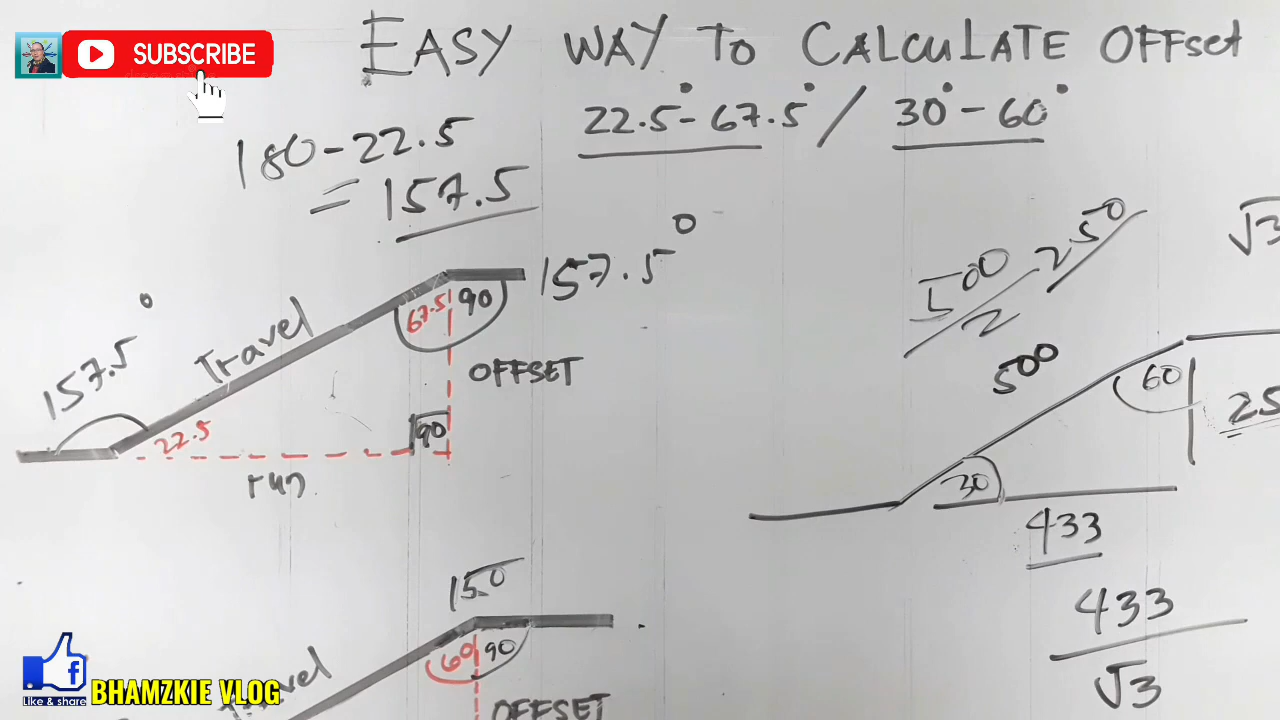 SUBSCRIBE
EASY WAY TO CALCULATE OFFset
22.5° - 67.5° / 30° - 60°
180-22.5
= 157.5
157.5°
157.5°
Travel
67.5
90
OFFSET
22.5
90
run
500
2
250
√3
500
60
25
30
433
433
√3
150
60
90
OFFSET
Like & share
BHAMZKIE VLOG